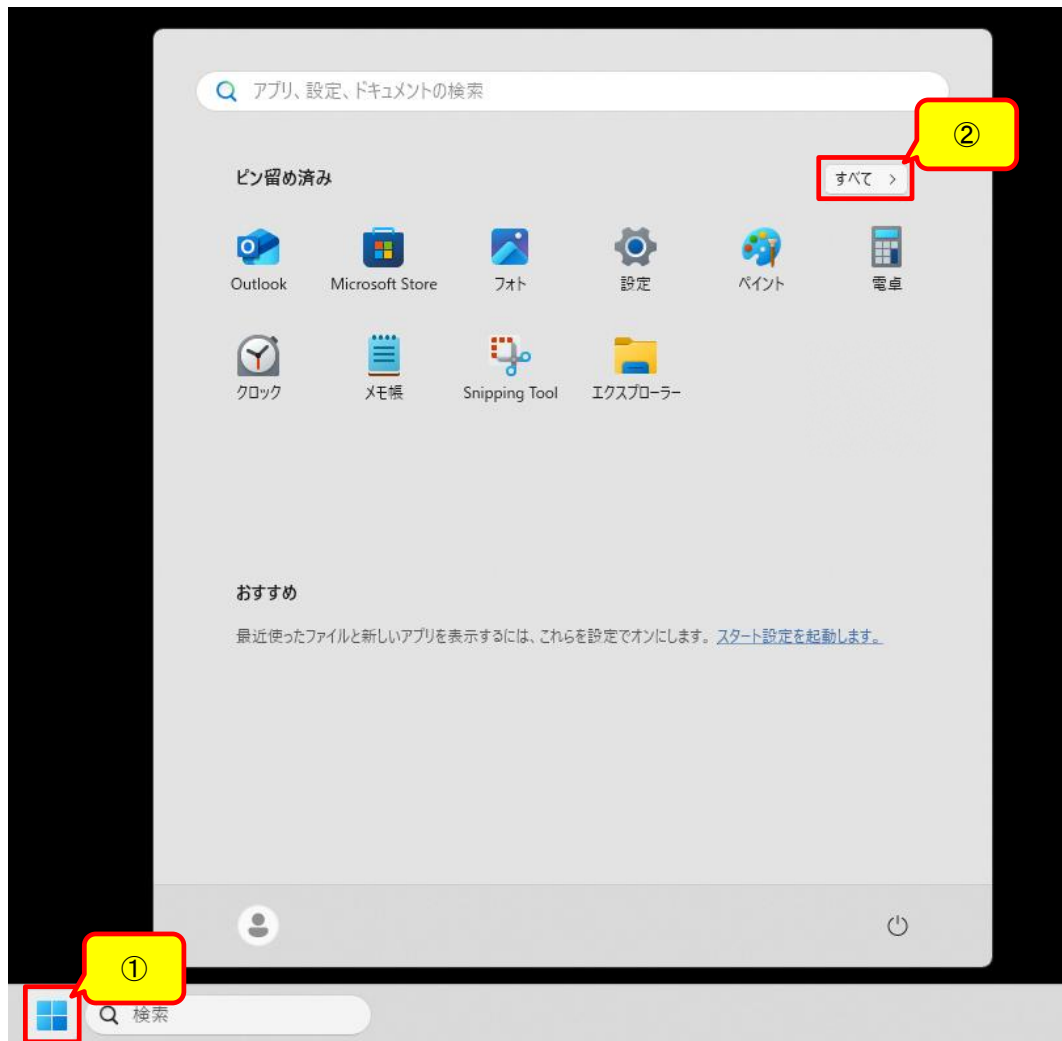 アプリ、設定、ドキュメントの検索
②
ピン留め済み
すべて >
Outlook
Microsoft Store
フォト
設定
ペイント
電卓
クロック
メモ帳
Snipping Tool
エクスプローラー
おすすめ
最近使ったファイルと新しいアプリを表示するには、これらを設定でオンにします。スタート設定を起動します。
①
検索